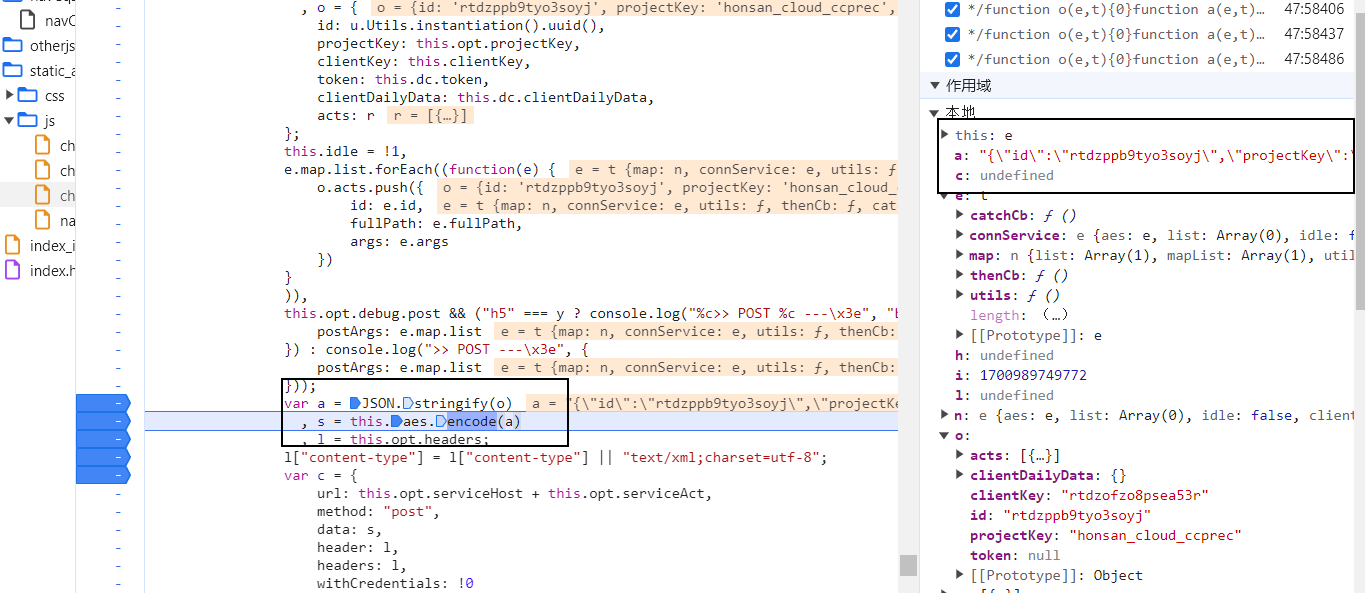 navC
otherjs
static_a
css
js
ch
ch
ch
na
index_i
index.h
, o = { o = {id: 'rtdzppb9tyo3soyj', projectKey: 'honsan_cloud_ccprec',
id: u.Utils.instantiation().uuid(),
projectKey: this.opt.projectKey,
clientKey: this.clientKey,
token: this.dc.token,
clientDailyData: this.dc.clientDailyData,
acts: r r = [{…}]
};
this.idle = !1,
e.map.list.forEach((function(e) { e = t {map: n, connService: e, utils: ƒ
o.acts.push({ o = {id: 'rtdzppb9tyo3soyj', projectKey: 'honsan_cloud
id: e.id, e = t {map: n, connService: e, utils: ƒ, thenCb: ƒ, cat
fullPath: e.fullPath,
args: e.args
})
}
)),
this.opt.debug.post && ("h5" === y ? console.log("%c>> POST %c ---\x3e", "b
postArgs: e.map.list e = t {map: n, connService: e, utils: ƒ, thenCb:
}) : console.log(">> POST ---\x3e", {
postArgs: e.map.list e = t {map: n, connService: e, utils: ƒ, thenCb:
}));
var a = JSON.stringify(o) a = "{\"id\":\"rtdzppb9tyo3soyj\",\"projectKe
, s = this.aes.encode(a)
, l = this.opt.headers;
l["content-type"] = l["content-type"] || "text/xml;charset=utf-8";
var c = {
url: this.opt.serviceHost + this.opt.serviceAct,
method: "post",
data: s,
header: l,
headers: l,
withCredentials: !0
*/function o(e,t){0}function a(e,t)… 47:58406
*/function o(e,t){0}function a(e,t)… 47:58437
*/function o(e,t){0}function a(e,t)… 47:58486
作用域
本地
this: e
a: "{\"id\":\"rtdzppb9tyo3soyj\",\"projectKey\":\
c: undefined
e: t
catchCb: ƒ ()
connService: e {aes: e, list: Array(0), idle: f
map: n {list: Array(1), mapList: Array(1), util
thenCb: ƒ ()
utils: ƒ ()
length: (…)
[[Prototype]]: e
h: undefined
i: 1700989749772
l: undefined
n: e {aes: e, list: Array(0), idle: false, client
o:
acts: [{…}]
clientDailyData: {}
clientKey: "rtdzofzo8psea53r"
id: "rtdzppb9tyo3soyj"
projectKey: "honsan_cloud_ccprec"
token: null
[[Prototype]]: Object